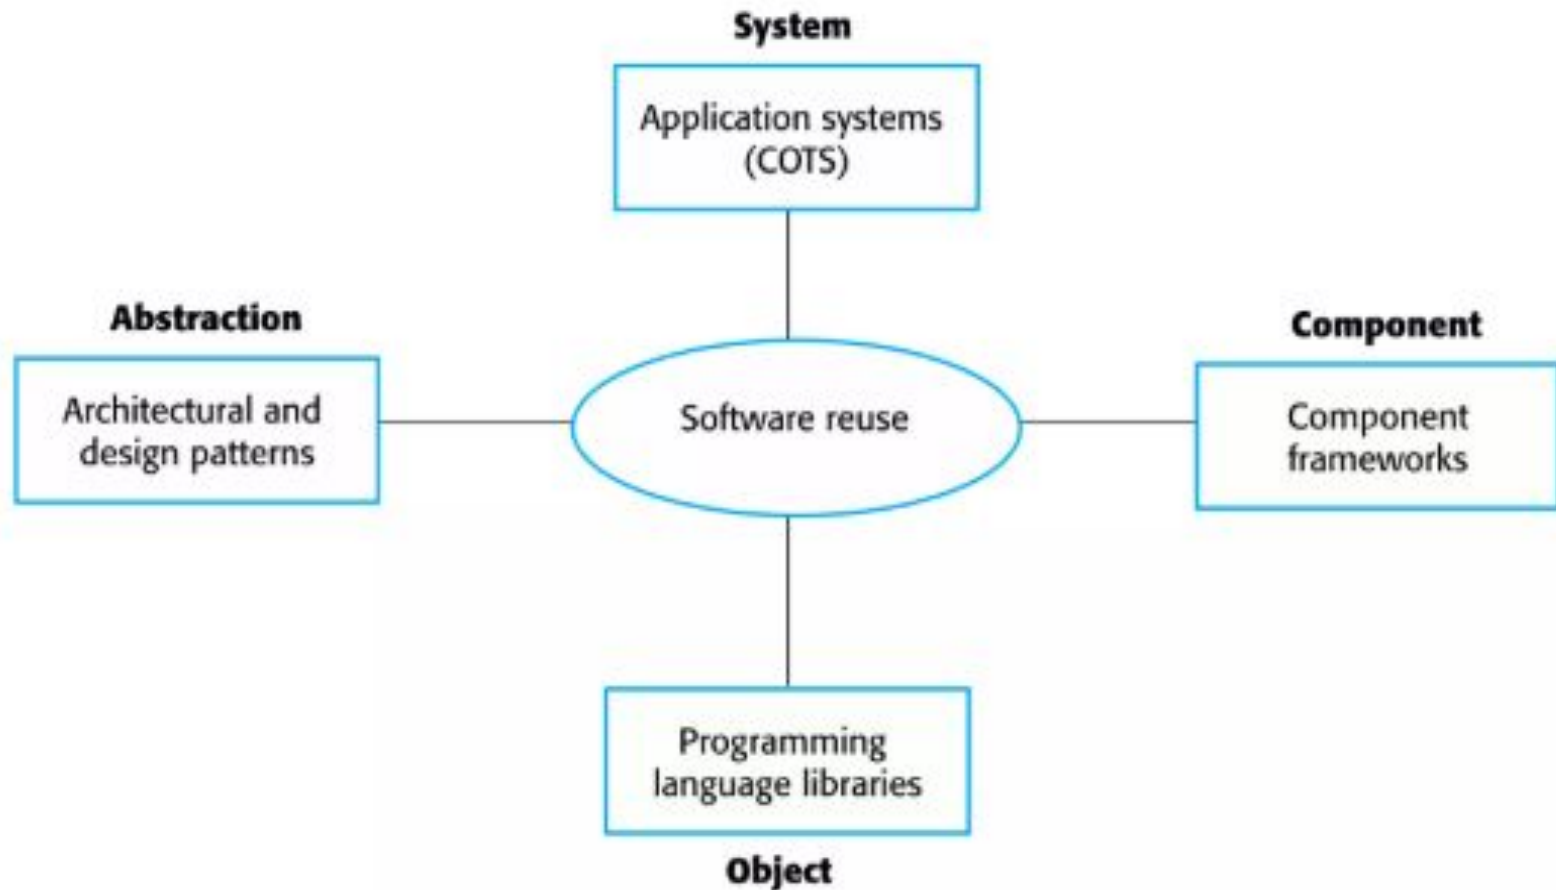 System
Application systems
(COTS)
Abstraction
Architectural and
design patterns
Software reuse
Component
Component
frameworks
Programming
language libraries
Object